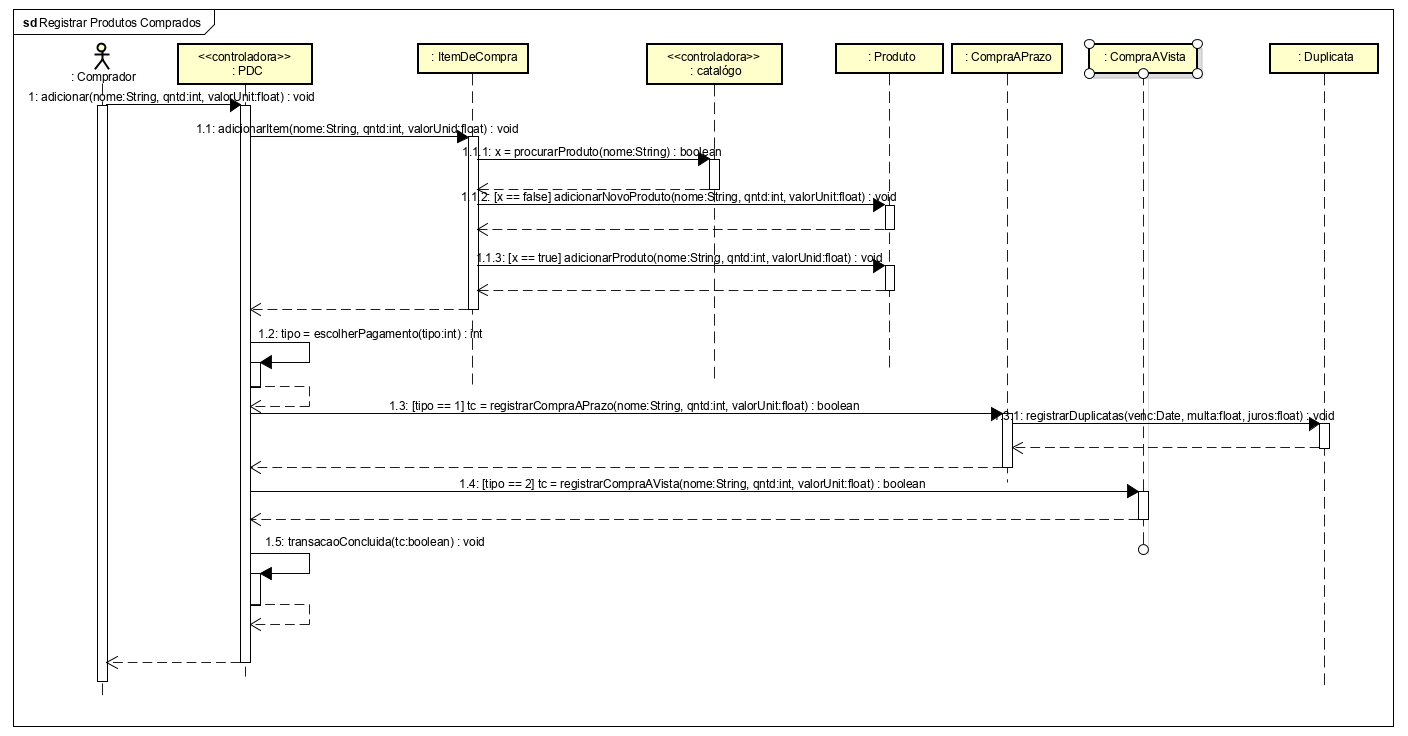 sd Registrar Produtos Comprados
: Comprador
<<controladora>>
: PDC
: ItemDeCompra
<<controladora>>
: catalógo
: Produto
: CompraAPrazo
: CompraAVista
: Duplicata
1: adicionar(nome:String, qntd:int, valorUnid:float) : void
1.1: adicionarItem(nome:String, qntd:int, valorUnid:float) : void
1.1.1: x = procurarProduto(nome:String) : boolean
1.1.2: [x == false] adicionarNovoProduto(nome:String, qntd:int, valorUnit:float) : void
1.1.3: [x == true] adicionarProduto(nome:String, qntd:int, valorUnid:float) : void
1.2: tipo = escolherPagamento(tipo:int) : int
1.3: [tipo == 1] tc = registrarCompraAPrazo(nome:String, qntd:int, valorUnit:float) : boolean
1.3.1: registrarDuplicatas(venc:Date, multa:float, juros:float) : void
1.4: [tipo == 2] tc = registrarCompraAVista(nome:String, qntd:int, valorUnit:float) : boolean
1.5: transacaoConcluida(tc:boolean) : void